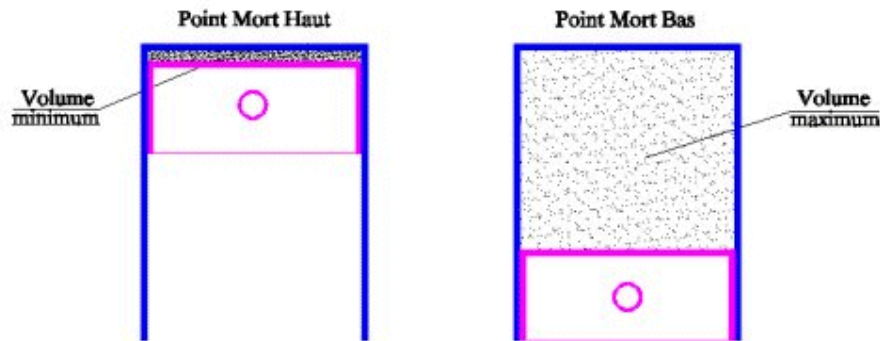 Point Mort Haut
Point Mort Bas
Volume
minimum
Volume
maximum